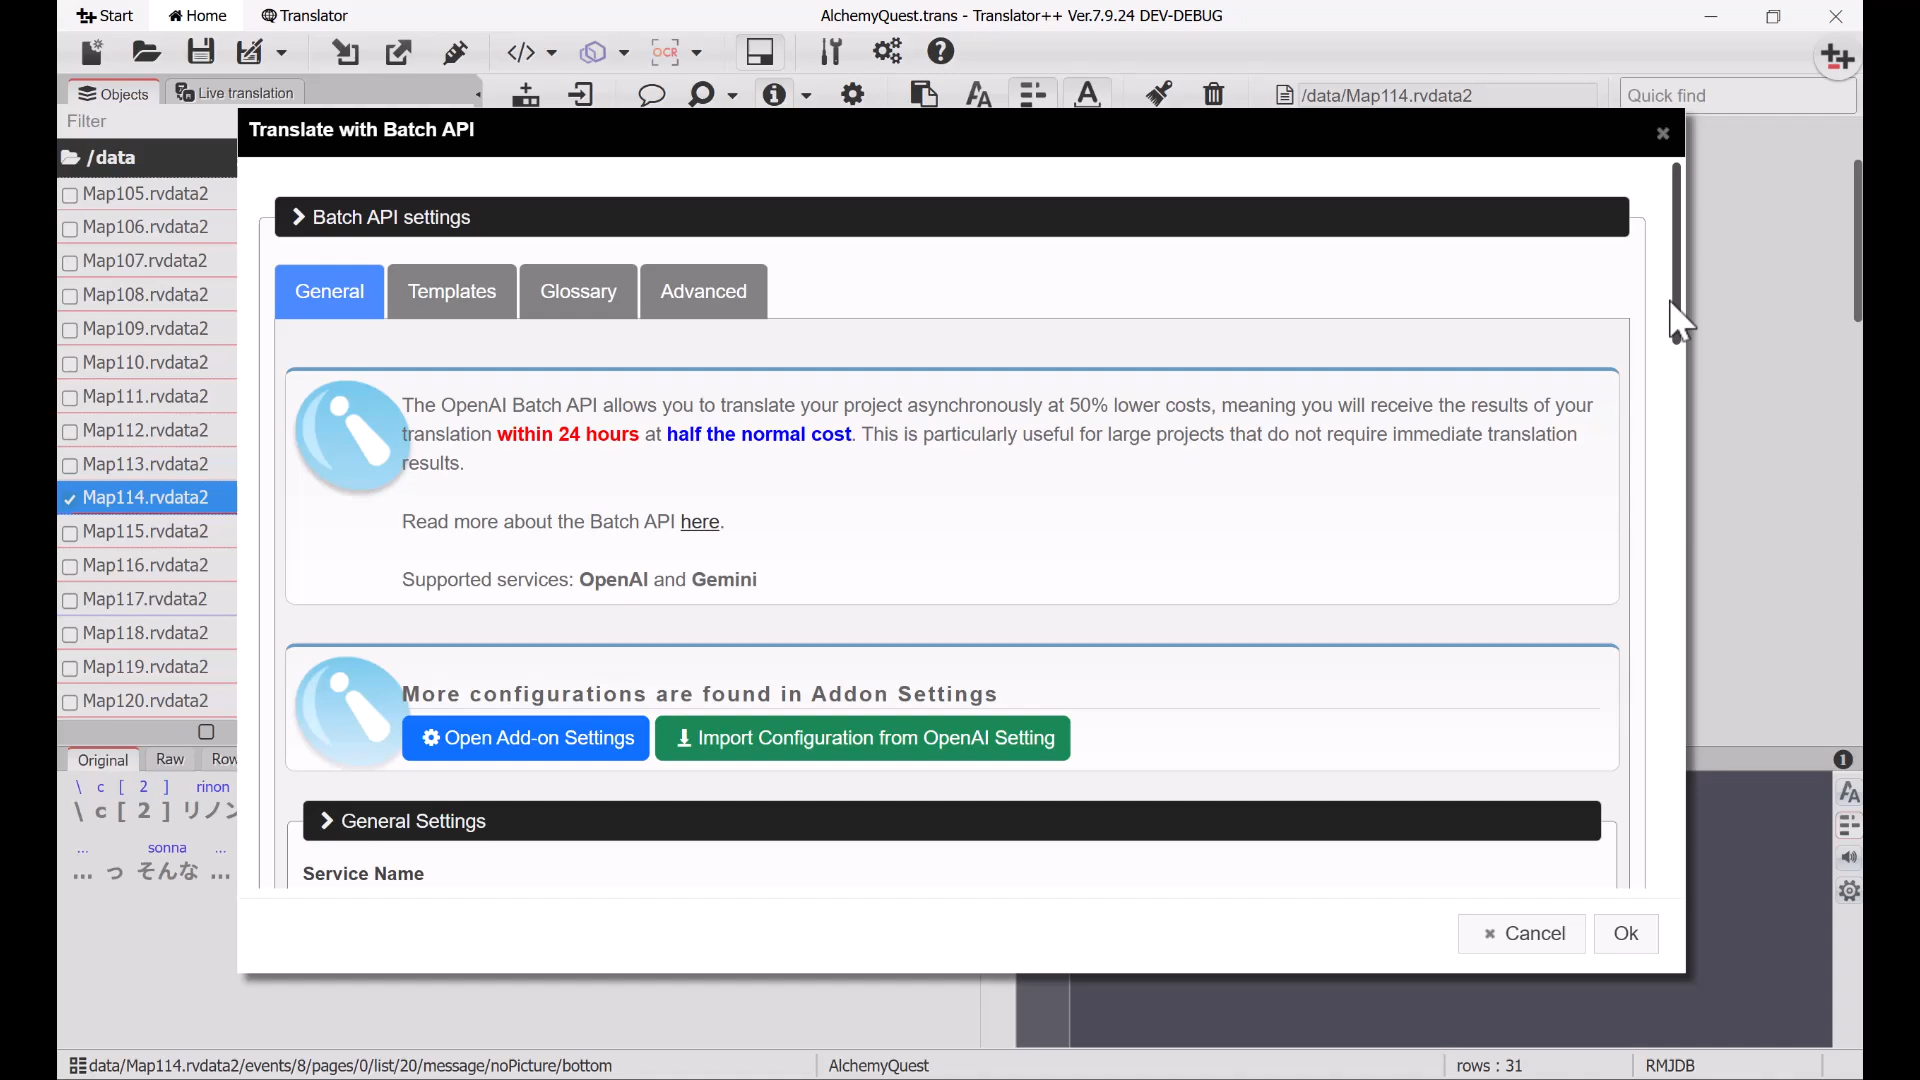 Start Home Translator AlchemyQuest.trans - Translator++ Ver.7.9.24 DEV-DEBUG
OCR
Objects Live translation /data/Map114.rvdata2 Quick find
Filter
/data
Map105.rvdata2
Map106.rvdata2
Map107.rvdata2
Map108.rvdata2
Map109.rvdata2
Map110.rvdata2
Map111.rvdata2
Map112.rvdata2
Map113.rvdata2
Map114.rvdata2
Map115.rvdata2
Map116.rvdata2
Map117.rvdata2
Map118.rvdata2
Map119.rvdata2
Map120.rvdata2
Translate with Batch API
Batch API settings
General Templates Glossary Advanced
The OpenAI Batch API allows you to translate your project asynchronously at 50% lower costs, meaning you will receive the results of your
translation within 24 hours at half the normal cost. This is particularly useful for large projects that do not require immediate translation
results.
Read more about the Batch API here.
Supported services: OpenAI and Gemini
More configurations are found in Addon Settings
Open Add-on Settings Import Configuration from OpenAI Setting
General Settings
Service Name
Cancel Ok
Original Raw Row
\ c [ 2 ] rinon
\ c [ 2 ] リノン
... sonna ...
... っ そんな ...
data/Map114.rvdata2/events/8/pages/0/list/20/message/noPicture/bottom AlchemyQuest rows : 31 RMJDB